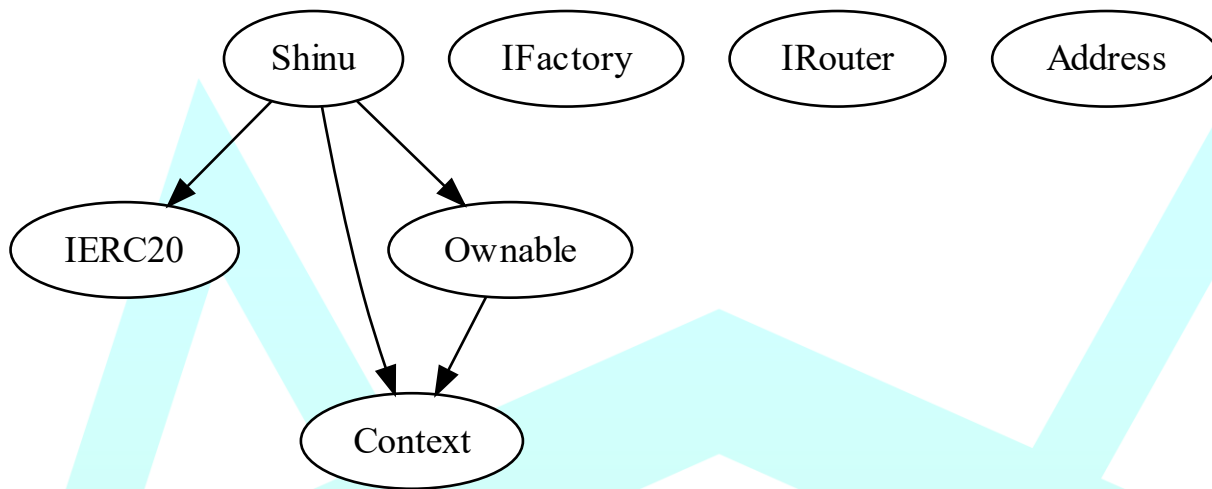 Shinu
IFactory
IRouter
Address
IERC20
Ownable
Context